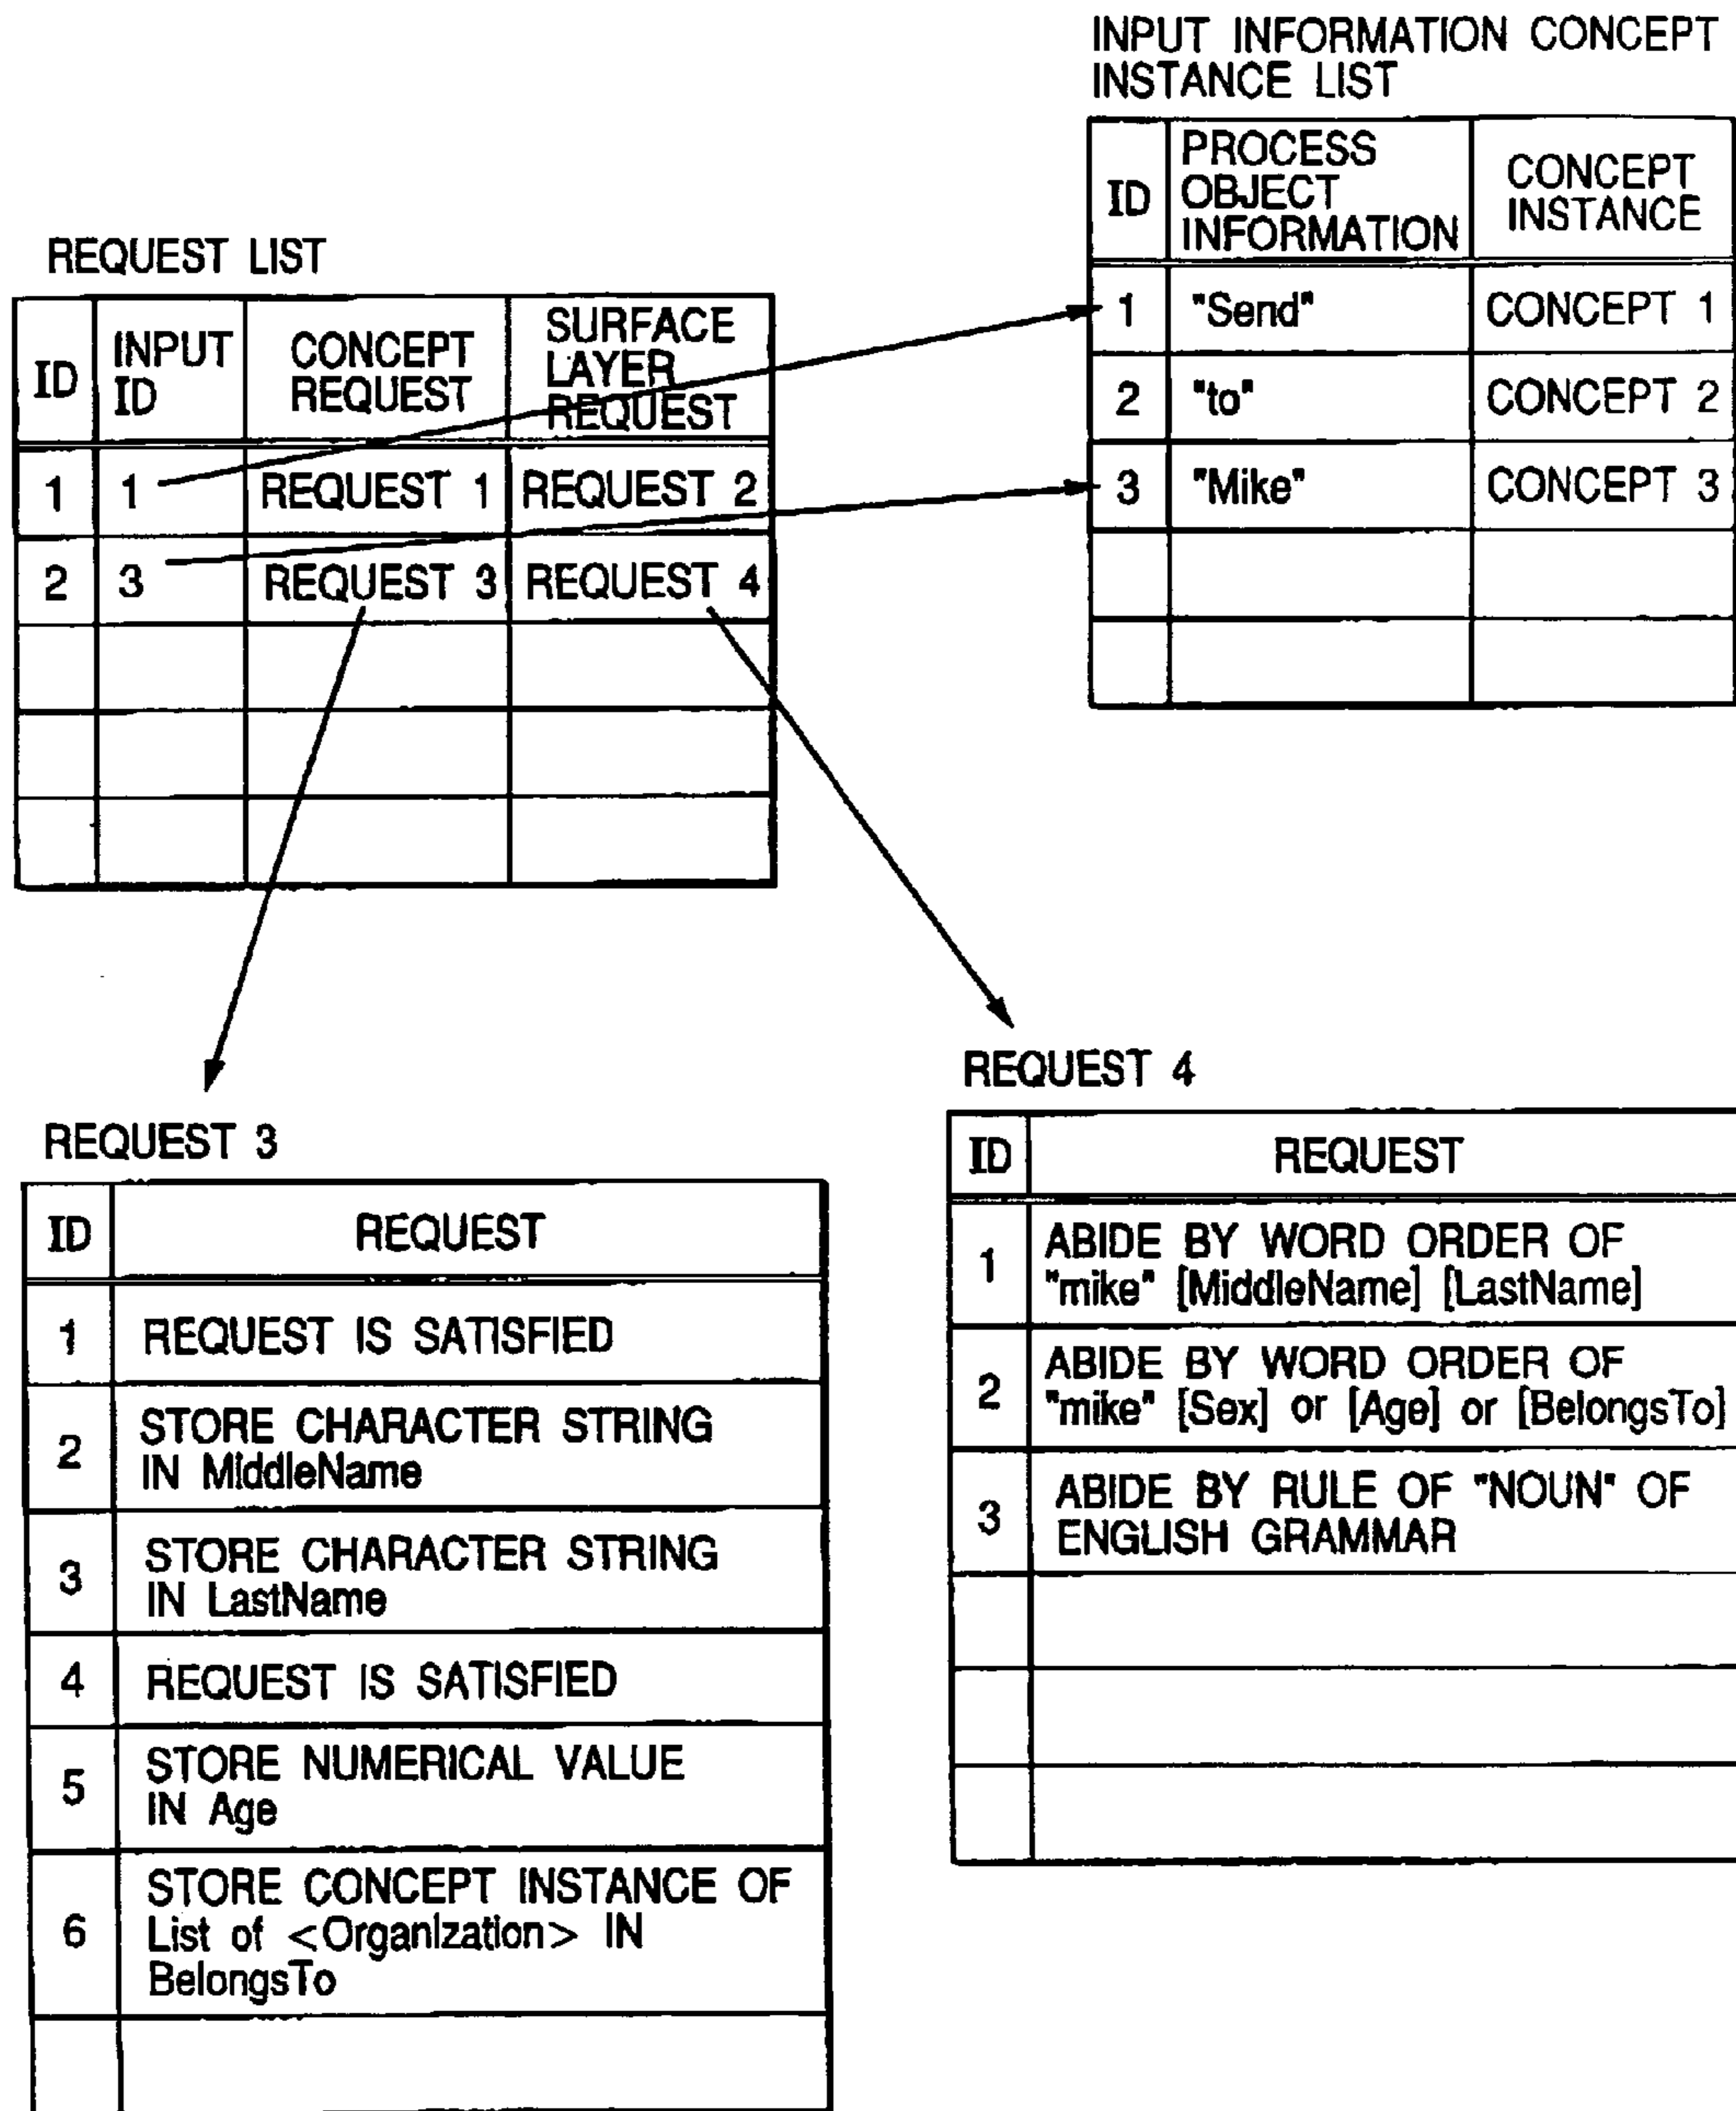 INPUT INFORMATION CONCEPT
INSTANCE LIST
ID
PROCESS
OBJECT
INFORMATION
CONCEPT
INSTANCE
1 "Send" CONCEPT 1
2 "to" CONCEPT 2
3 "Mike" CONCEPT 3
REQUEST LIST
ID
INPUT
ID
CONCEPT
REQUEST
SURFACE
LAYER
REQUEST
1 1 REQUEST 1 REQUEST 2
2 3 REQUEST 3 REQUEST 4
REQUEST 3
ID REQUEST
1 REQUEST IS SATISFIED
2 STORE CHARACTER STRING
IN MiddleName
3 STORE CHARACTER STRING
IN LastName
4 REQUEST IS SATISFIED
5 STORE NUMERICAL VALUE
IN Age
6 STORE CONCEPT INSTANCE OF
List of <Organization> IN
BelongsTo
REQUEST 4
ID REQUEST
1 ABIDE BY WORD ORDER OF
"mike" [MiddleName] [LastName]
2 ABIDE BY WORD ORDER OF
"mike" [Sex] or [Age] or [BelongsTo]
3 ABIDE BY RULE OF "NOUN" OF
ENGLISH GRAMMAR